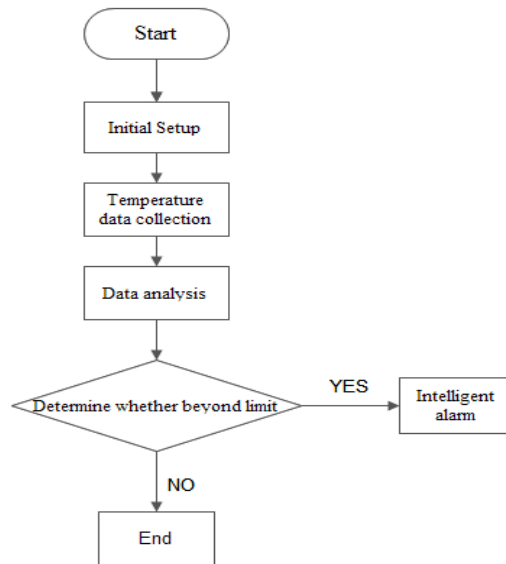 Start
Initial Setup
Temperature
data collection
Data analysis
Determine whether beyond limit
YES
Intelligent
alarm
NO
End